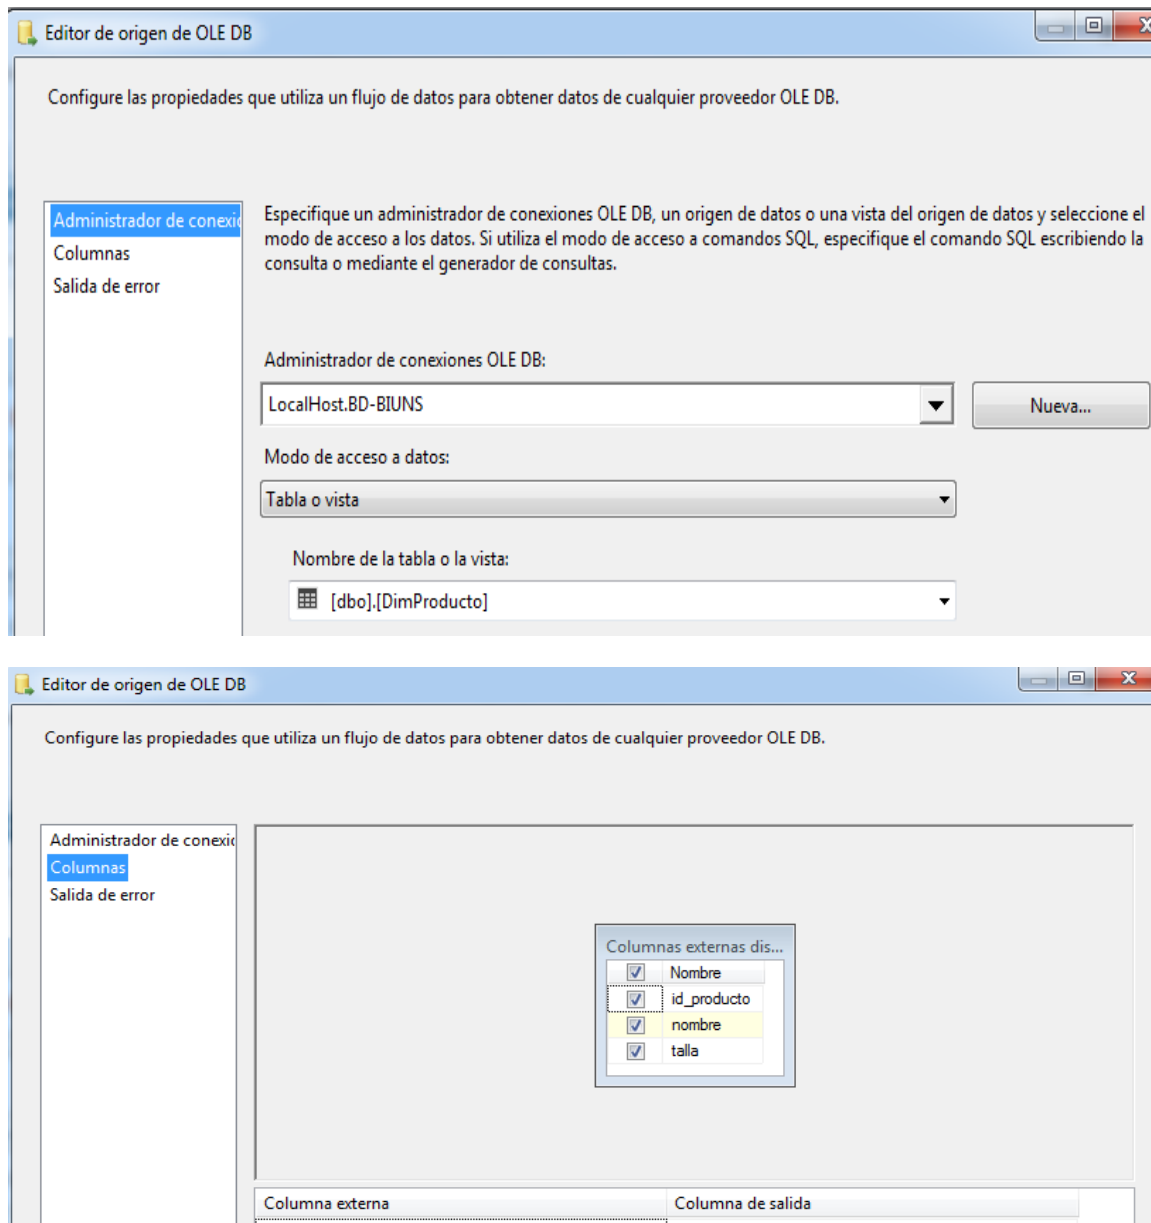 Editor de origen de OLE DB
Configure las propiedades que utiliza un flujo de datos para obtener datos de cualquier proveedor OLE DB.
Administrador de conexio
Columnas
Salida de error
Especifique un administrador de conexiones OLE DB, un origen de datos o una vista del origen de datos y seleccione el
modo de acceso a los datos. Si utiliza el modo de acceso a comandos SQL, especifique el comando SQL escribiendo la
consulta o mediante el generador de consultas.
Administrador de conexiones OLE DB:
LocalHost.BD-BIUNS
Nueva...
Modo de acceso a datos:
Tabla o vista
Nombre de la tabla o la vista:
[dbo].[DimProducto]
Editor de origen de OLE DB
Configure las propiedades que utiliza un flujo de datos para obtener datos de cualquier proveedor OLE DB.
Administrador de conexio
Columnas
Salida de error
Columnas externas dis...
Nombre
id_producto
nombre
talla
Columna externa
Columna de salida